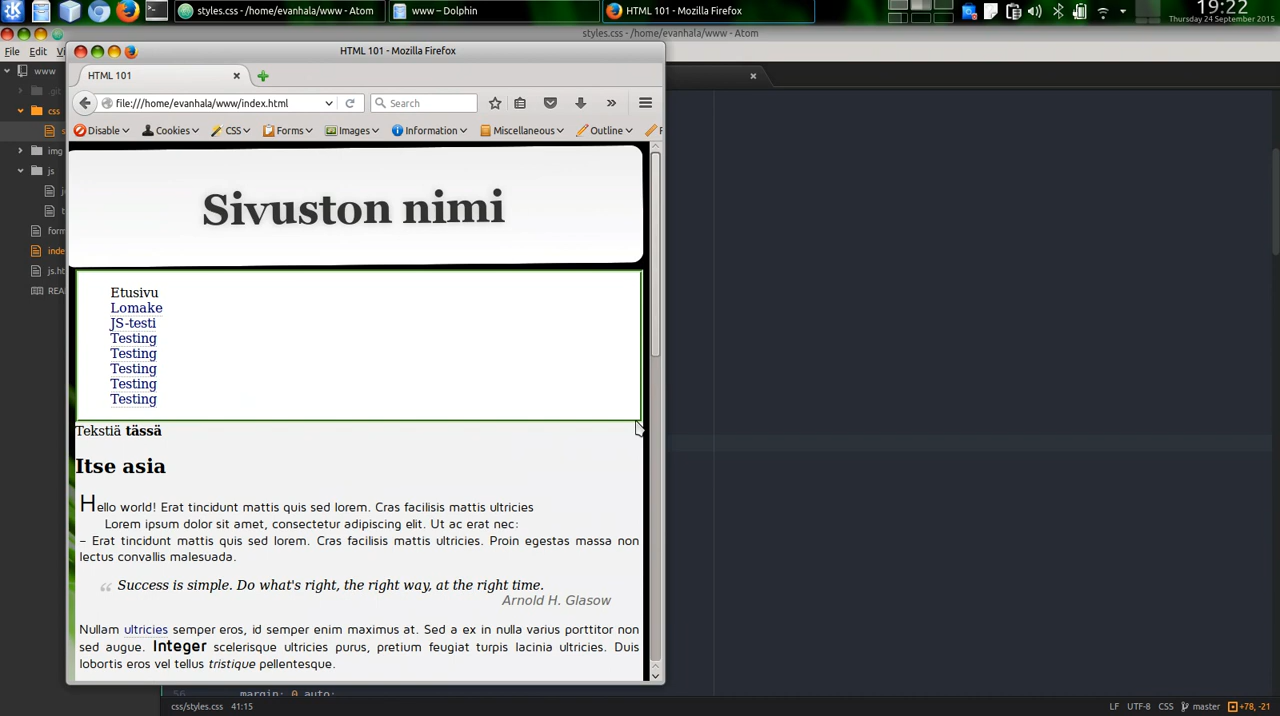 styles.css - /home/evanhala/www - Atom
www – Dolphin
HTML 101 - Mozilla Firefox
19:22
Thursday 24 September 2015
styles.css - /home/evanhala/www - Atom
File Edit
HTML 101 - Mozilla Firefox
www
HTML 101
.git
file:///home/evanhala/www/index.html
Search
css
Disable Cookies CSS Forms Images Information Miscellaneous Outline
img
js
Sivuston nimi
form
index
js.ht
REA
Etusivu
Lomake
JS-testi
Testing
Testing
Testing
Testing
Testing
Tekstiä tässä
Itse asia
Hello world! Erat tincidunt mattis quis sed lorem. Cras facilisis mattis ultricies
Lorem ipsum dolor sit amet, consectetur adipiscing elit. Ut ac erat nec:
– Erat tincidunt mattis quis sed lorem. Cras facilisis mattis ultricies. Proin egestas massa non
lectus convallis malesuada.
“ Success is simple. Do what's right, the right way, at the right time.
Arnold H. Glasow
Nullam ultricies semper eros, id semper enim maximus at. Sed a ex in nulla varius porttitor non
sed augue. Integer scelerisque ultricies purus, pretium feugiat turpis lacinia ultricies. Duis
lobortis eros vel tellus tristique pellentesque.
56 margin: 0 auto;
css/styles.css 41:15
LF UTF-8 CSS master +78, -21